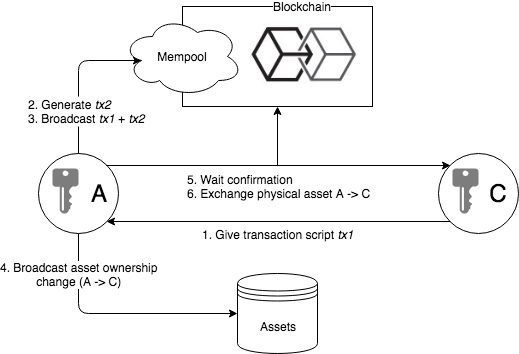 Blockchain
Mempool
2. Generate tx2
3. Broadcast tx1 + tx2
A
C
5. Wait confirmation
6. Exchange physical asset A -> C
1. Give transaction script tx1
4. Broadcast asset ownership
change (A -> C)
Assets